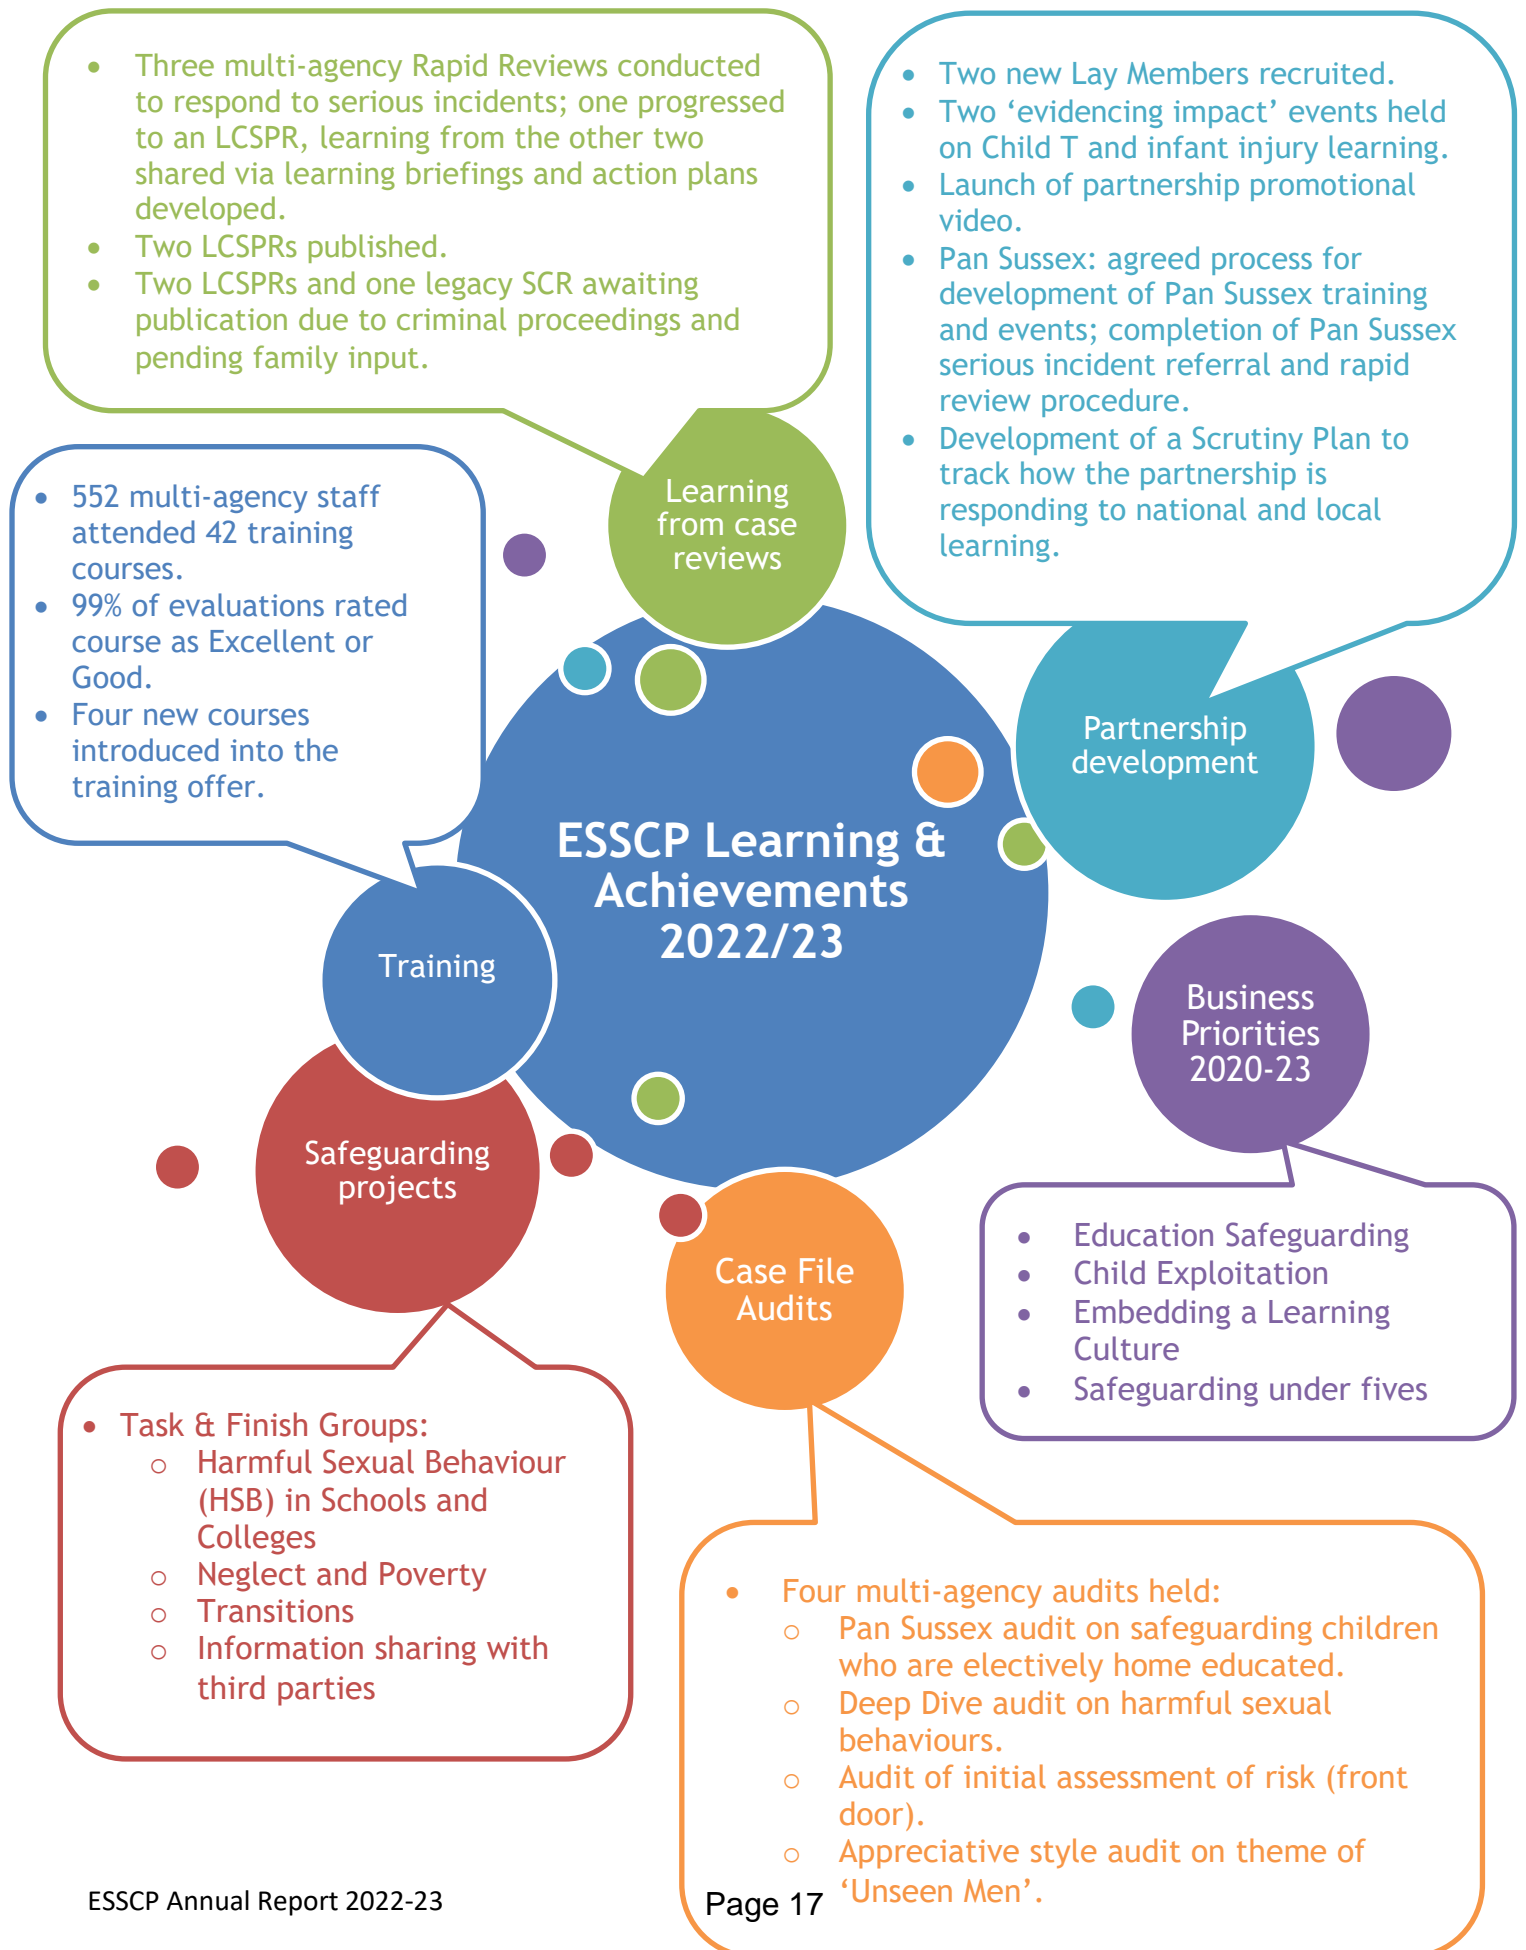 • Three multi-agency Rapid Reviews conducted
to respond to serious incidents; one progressed
to an LCSPR, learning from the other two
shared via learning briefings and action plans
developed.
• Two LCSPRs published.
• Two LCSPRs and one legacy SCR awaiting
publication due to criminal proceedings and
pending family input.
• Two new Lay Members recruited.
• Two ‘evidencing impact’ events held
on Child T and infant injury learning.
• Launch of partnership promotional
video.
• Pan Sussex: agreed process for
development of Pan Sussex training
and events; completion of Pan Sussex
serious incident referral and rapid
review procedure.
• Development of a Scrutiny Plan to
track how the partnership is
responding to national and local
learning.
Learning
from case
reviews
• 552 multi-agency staff
attended 42 training
courses.
• 99% of evaluations rated
course as Excellent or
Good.
• Four new courses
introduced into the
training offer.
Partnership
development
ESSCP Learning &
Achievements
2022/23
Training
Business
Priorities
2020-23
Safeguarding
projects
Case File
Audits
• Education Safeguarding
• Child Exploitation
• Embedding a Learning
Culture
• Safeguarding under fives
• Task & Finish Groups:
o Harmful Sexual Behaviour
(HSB) in Schools and
Colleges
o Neglect and Poverty
o Transitions
o Information sharing with
third parties
• Four multi-agency audits held:
o Pan Sussex audit on safeguarding children
who are electively home educated.
o Deep Dive audit on harmful sexual
behaviours.
o Audit of initial assessment of risk (front
door).
o Appreciative style audit on theme of
‘Unseen Men’.
ESSCP Annual Report 2022-23
Page 17